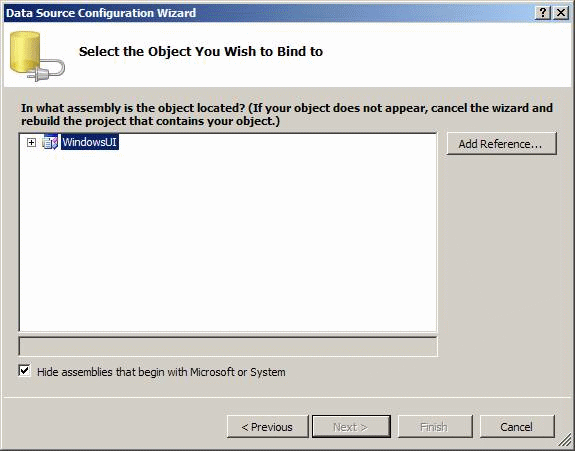 Data Source Configuration Wizard
Select the Object You Wish to Bind to
In what assembly is the object located? (If your object does not appear, cancel the wizard and
rebuild the project that contains your object.)
WindowsUI
Add Reference...
Hide assemblies that begin with Microsoft or System
< Previous
Next >
Finish
Cancel